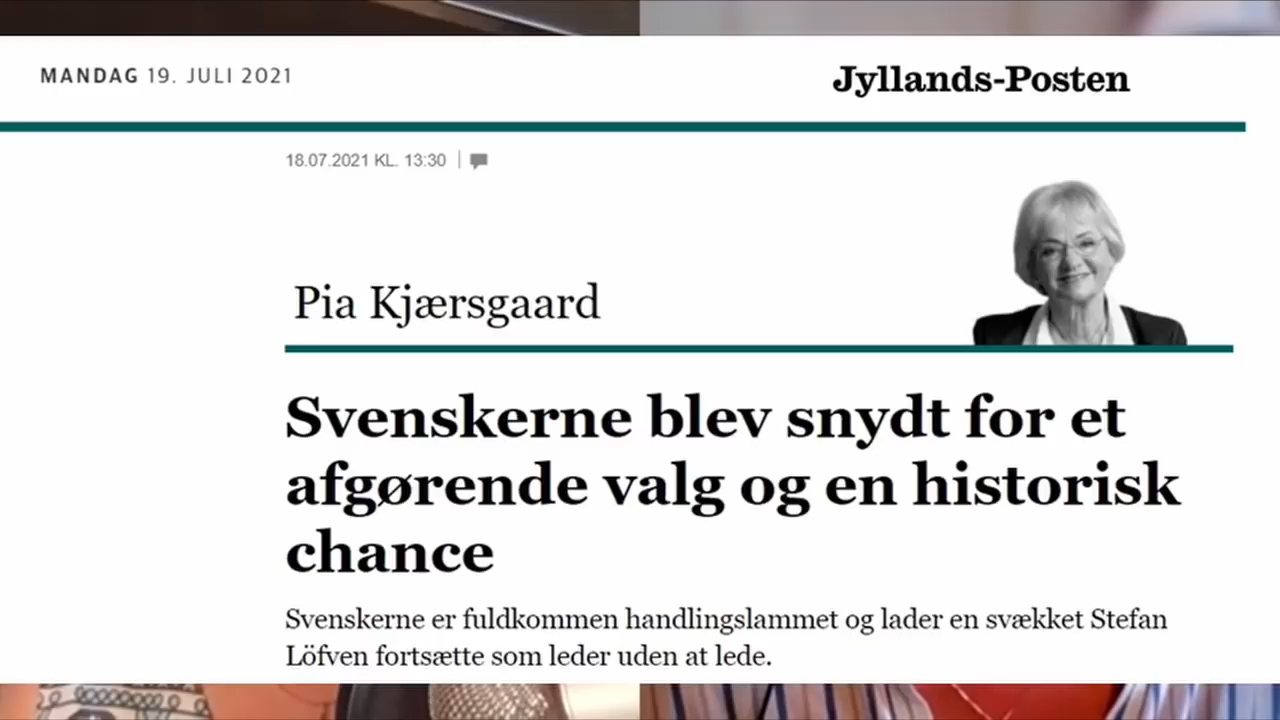 MANDAG 19. JULI 2021
Jyllands-Posten
18.07.2021 KL. 13:30
Pia Kjærsgaard
Svenskerne blev snydt for et
afgørende valg og en historisk
chance
Svenskerne er fuldkommen handlingslammet og lader en svækket Stefan
Löfven fortsætte som leder uden at lede.